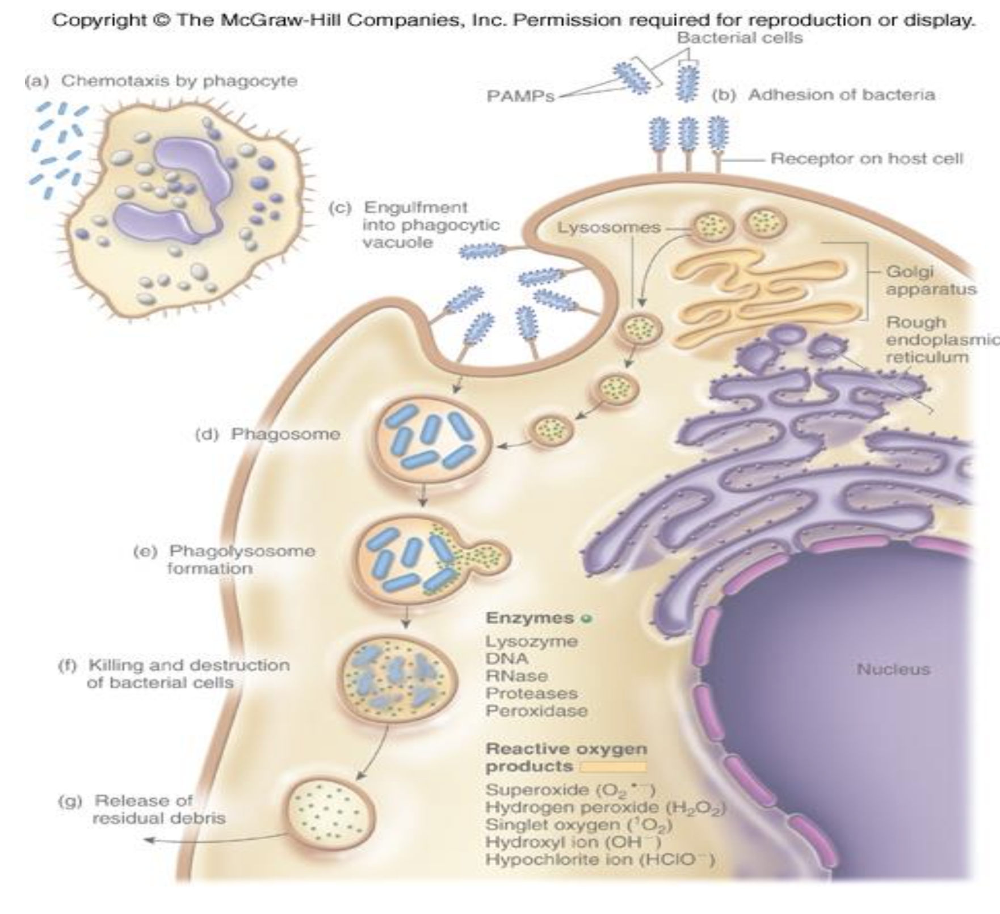 Copyright © The McGraw-Hill Companies, Inc. Permission required for reproduction or display.
Bacterial cells
(a) Chemotaxis by phagocyte
PAMPs
(b) Adhesion of bacteria
Receptor on host cell
(c) Engulfment
into phagocytic
vacuole
Lysosomes
Golgi
apparatus
Rough
endoplasmic
reticulum
(d) Phagosome
(e) Phagolysosome
formation
(f) Killing and destruction
of bacterial cells
(g) Release of
residual debris
Enzymes
Lysozyme
DNA
RNase
Proteases
Peroxidase
Reactive oxygen
products
Superoxide (O₂•⁻)
Hydrogen peroxide (H₂O₂)
Singlet oxygen (¹O₂)
Hydroxyl ion (OH⁻)
Hypochlorite ion (HClO⁻)
Nucleus